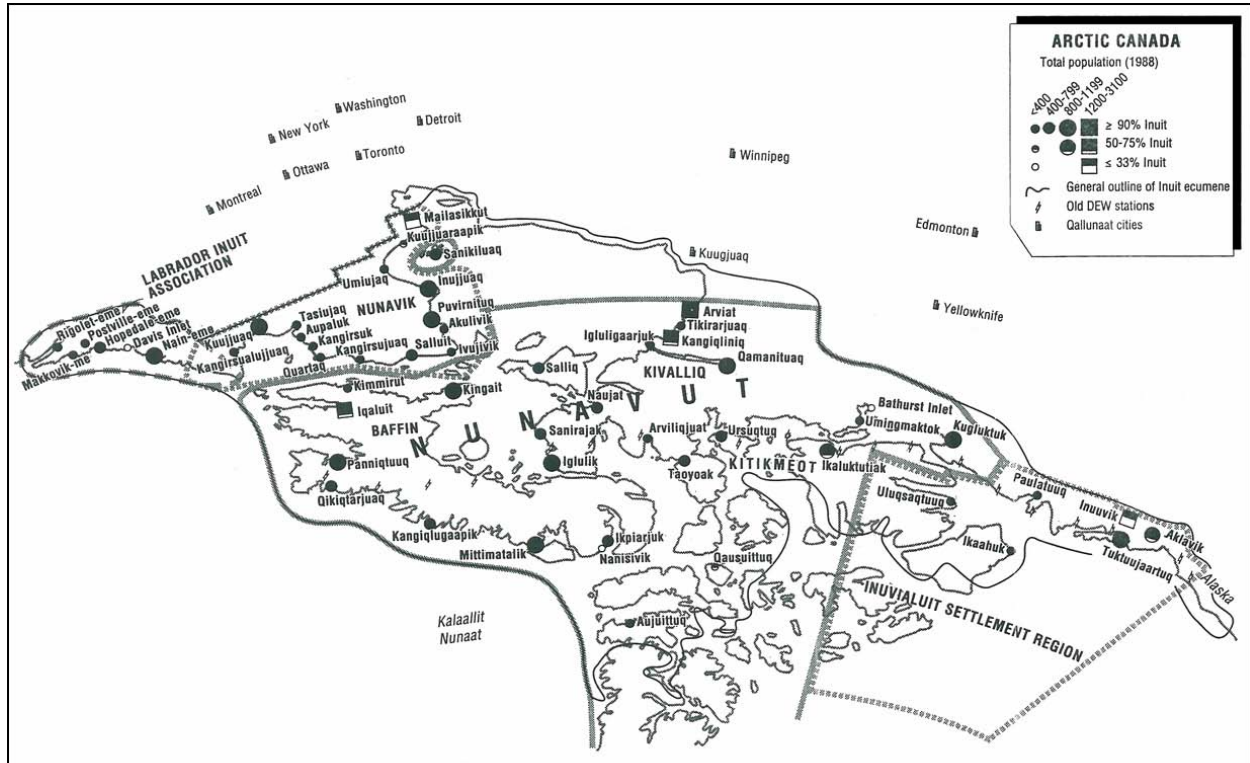 ARCTIC CANADA
Total population (1988)
<400
400-799
800-1199
1200-3100
≥ 90% Inuit
50-75% Inuit
≤ 33% Inuit
General outline of Inuit ecumene
Old DEW stations
Qallunaat cities
Washington
New York
Detroit
Toronto
Ottawa
Montreal
Winnipeg
Edmonton
Yellowknife
Kuugjuaq
LABRADOR INUIT
ASSOCIATION
Mailasikkut
Kuujjuaraapik
Sanikiluaq
Umiujaq
Inujjuaq
NUNAVIK
Puvirnituq
Akulivik
Tasiujaq
Aupaluk
Kangirsuk
Kangirsujuaq
Salluit
Ivujivik
Kuujjuaq
Kangirsualujjuaq
Quartaq
Rigolet-eme
Postville-eme
Hopedale-eme
Davis Inlet
Nain-eme
Makkovik-me
Arviat
Tikirarjuaq
Kangiqliniq
Igluligaarjuk
Qamanituaq
KIVALLIQ
Salliq
Kimmirut
Kingait
Iqaluit
BAFFIN
Naujat
NUNAVUT
Sanirajak
Arviliqjuat
Ursuqtuq
Bathurst Inlet
Umingmaktok
Kugluktuk
Panniqtuuq
Iglulik
Taoyoak
KITIKMEOT
Ikaluktutiak
Qikiqtarjuaq
Uluqsaqtuuq
Paulatuuq
Inuuvik
Aklavik
Kangiqlugaapik
Mittimatalik
Ikpiarjuk
Nanisivik
Qausuittuq
Ikaahuk
Tuktuujaartuq
Alaska
INUVIALUIT SETTLEMENT REGION
Aujuittuq
Kalaallit
Nunaat